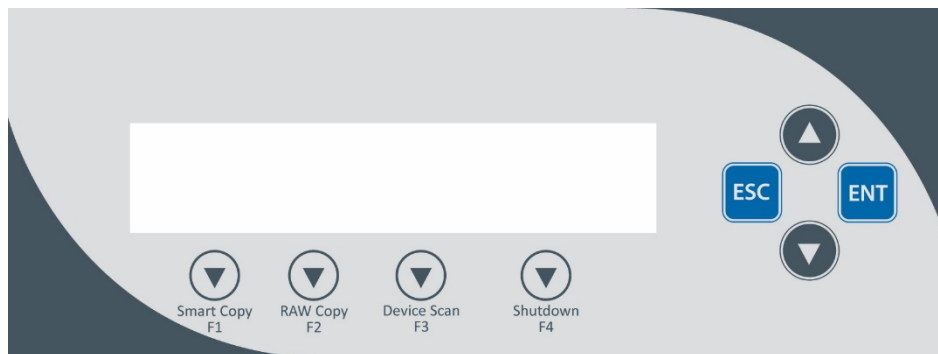 ESC
ENT
Smart Copy
F1
RAW Copy
F2
Device Scan
F3
Shutdown
F4